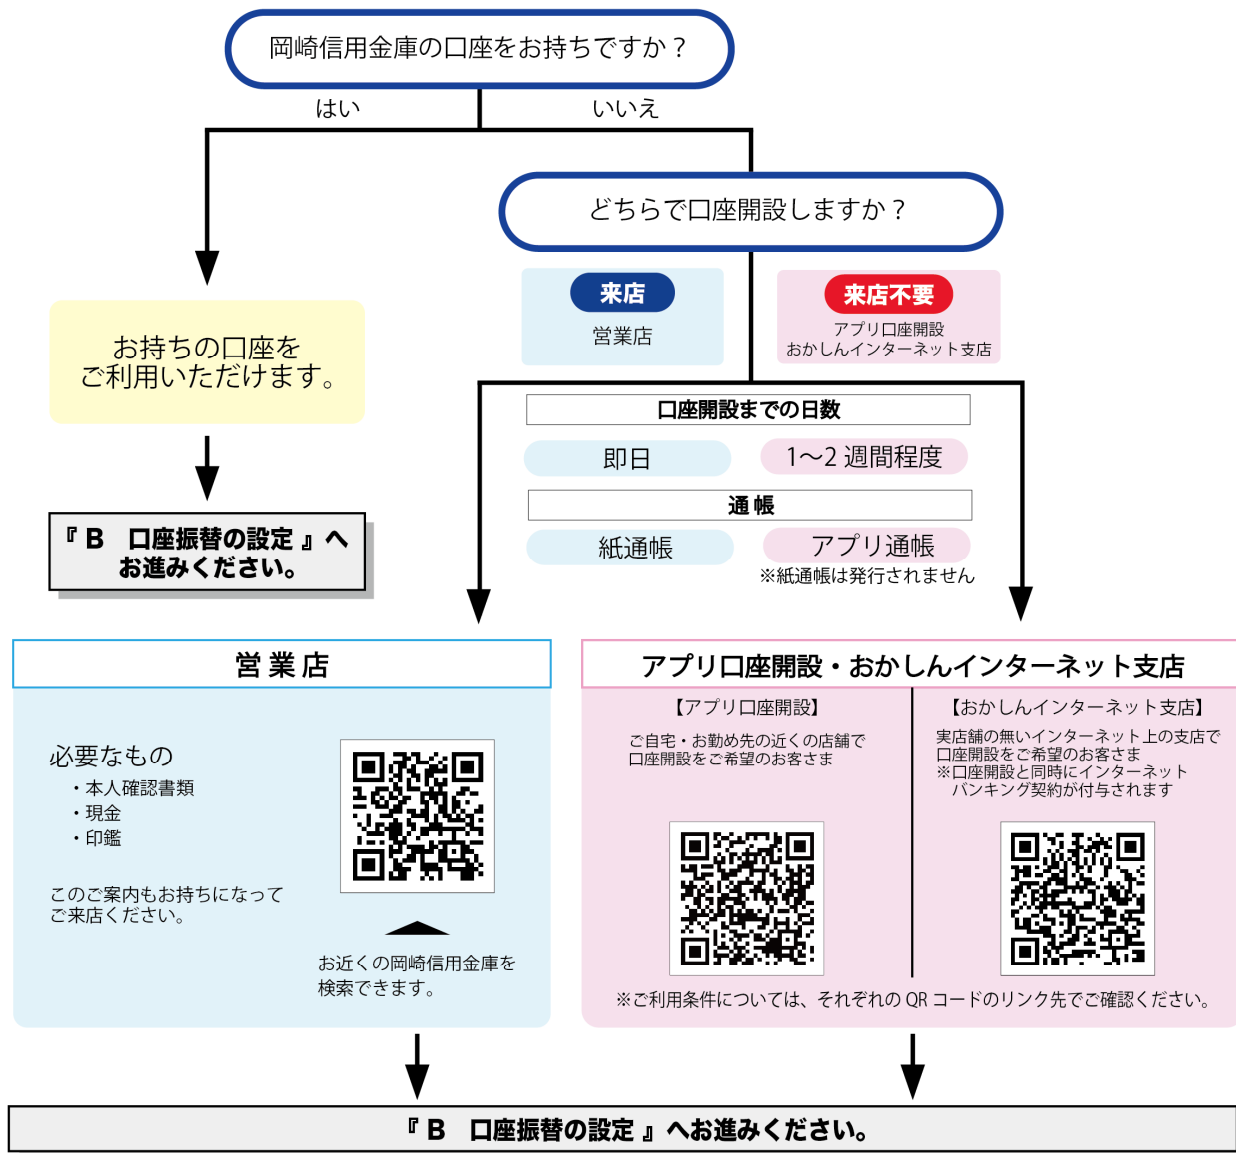 岡崎信用金庫の口座をお持ちですか？
はい
いいえ
どちらで口座開設しますか？
来店
営業店
来店不要
アプリ口座開設
おかしんインターネット支店
お持ちの口座を
ご利用いただけます。
口座開設までの日数
即日
1～2 週間程度
通 帳
紙通帳
アプリ通帳
※紙通帳は発行されません
『 B　口座振替の設定 』へ
お進みください。
営 業 店
必要なもの
・本人確認書類
・現金
・印鑑
このご案内もお持ちになって
ご来店ください。
お近くの岡崎信用金庫を
検索できます。
アプリ口座開設・おかしんインターネット支店
【アプリ口座開設】
ご自宅・お勤め先の近くの店舗で
口座開設をご希望のお客さま
【おかしんインターネット支店】
実店舗の無いインターネット上の支店で
口座開設をご希望のお客さま
※口座開設と同時にインターネット
バンキング契約が付与されます
※ご利用条件については、それぞれの QR コードのリンク先でご確認ください。
『 B　口座振替の設定 』へお進みください。